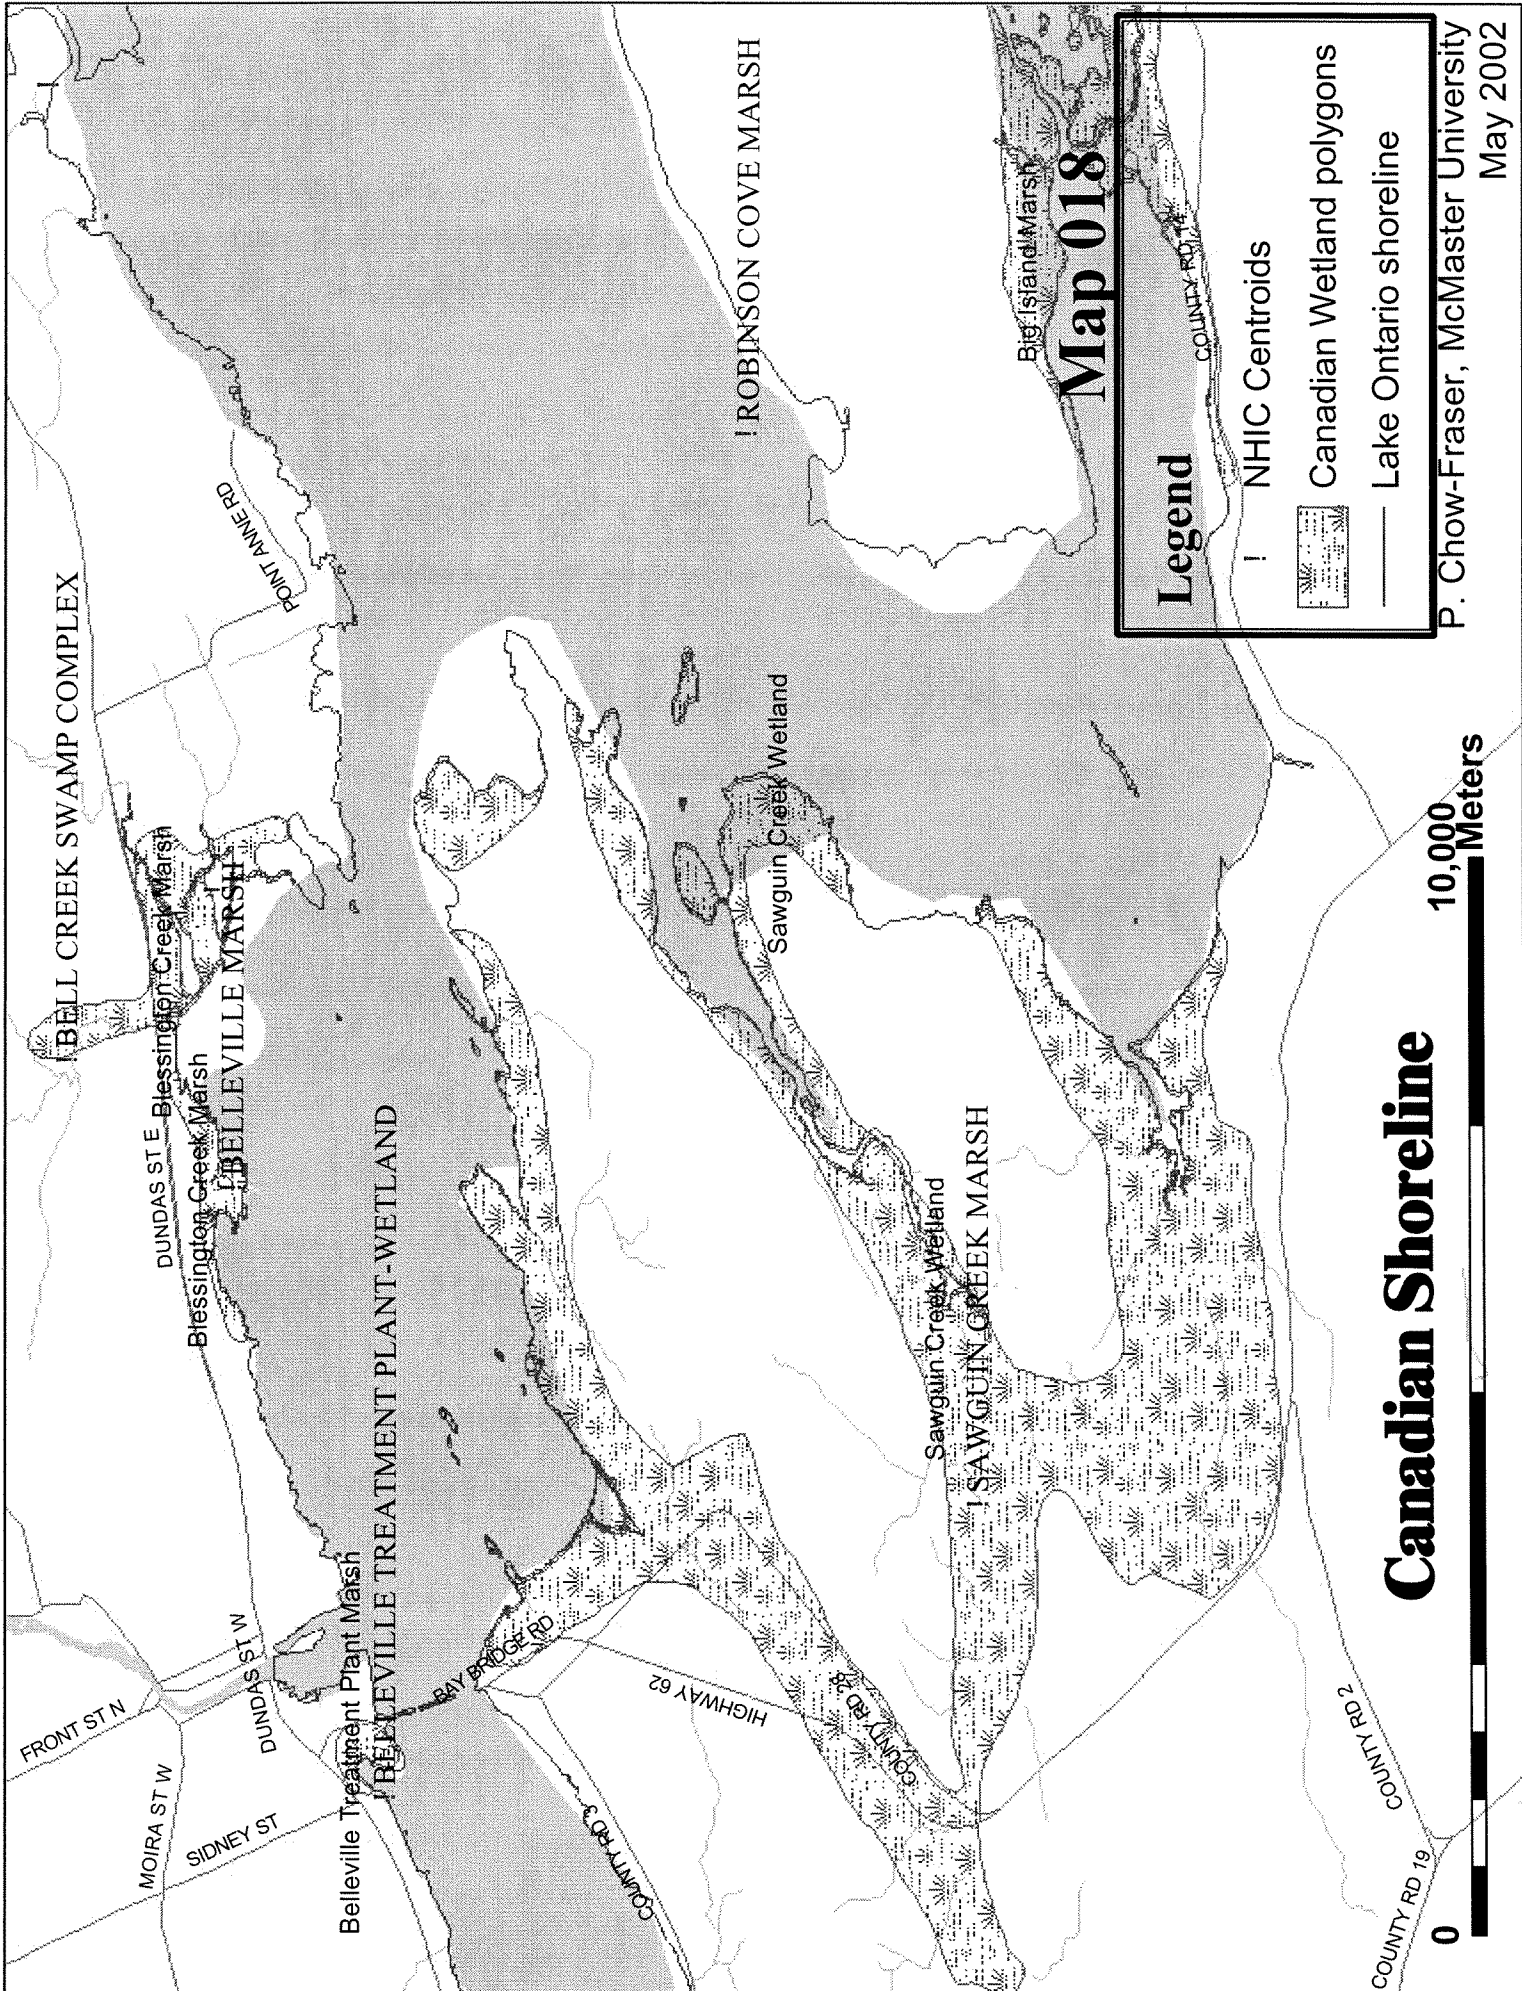 ! BELL CREEK SWAMP COMPLEX
FRONT ST N
MOIRA ST W
SIDNEY ST
DUNDAS ST W
DUNDAS ST E
Blessington Creek Marsh
Blessington Creek Marsh
! BELLEVILLE MARSH
POINT ANNE RD
Belleville Treatment Plant Marsh
! BELLEVILLE TREATMENT PLANT-WETLAND
BAY BRIDGE RD
HIGHWAY 62
COUNTY RD 3
COUNTY RD 28
! ROBINSON COVE MARSH
Sawguin Creek Wetland
Sawguin Creek Wetland
! SAWGUIN CREEK MARSH
Big Island Marsh
Map 018
COUNTY RD 14
Legend
! NHIC Centroids
Canadian Wetland polygons
Lake Ontario shoreline
COUNTY RD 2
COUNTY RD 19
Canadian Shoreline
0
10,000
Meters
P. Chow-Fraser, McMaster University
May 2002